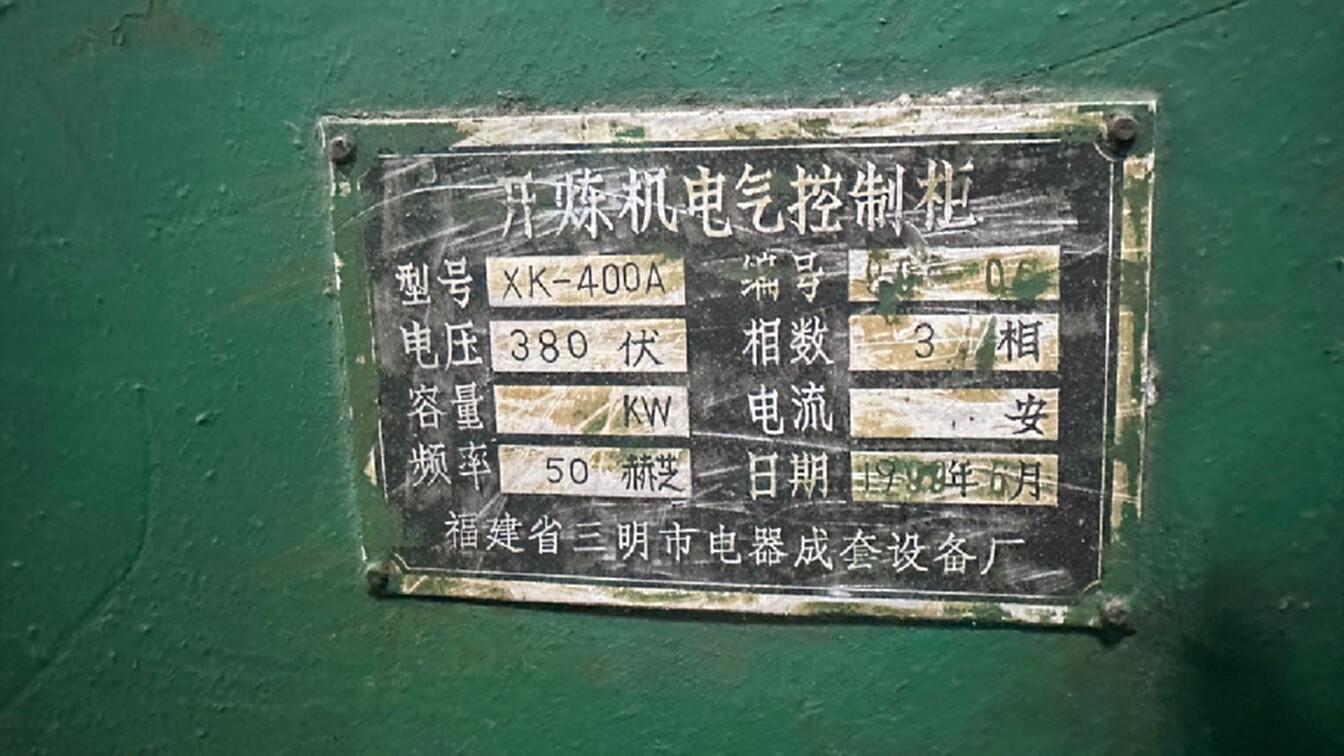 开炼机电气控制柜
型号 XK-400A 编号
电压 380 伏 相数 3 相
容量 KW 电流 安
频率 50 赫芝 日期 年 6月
福建省三明市电器成套设备厂